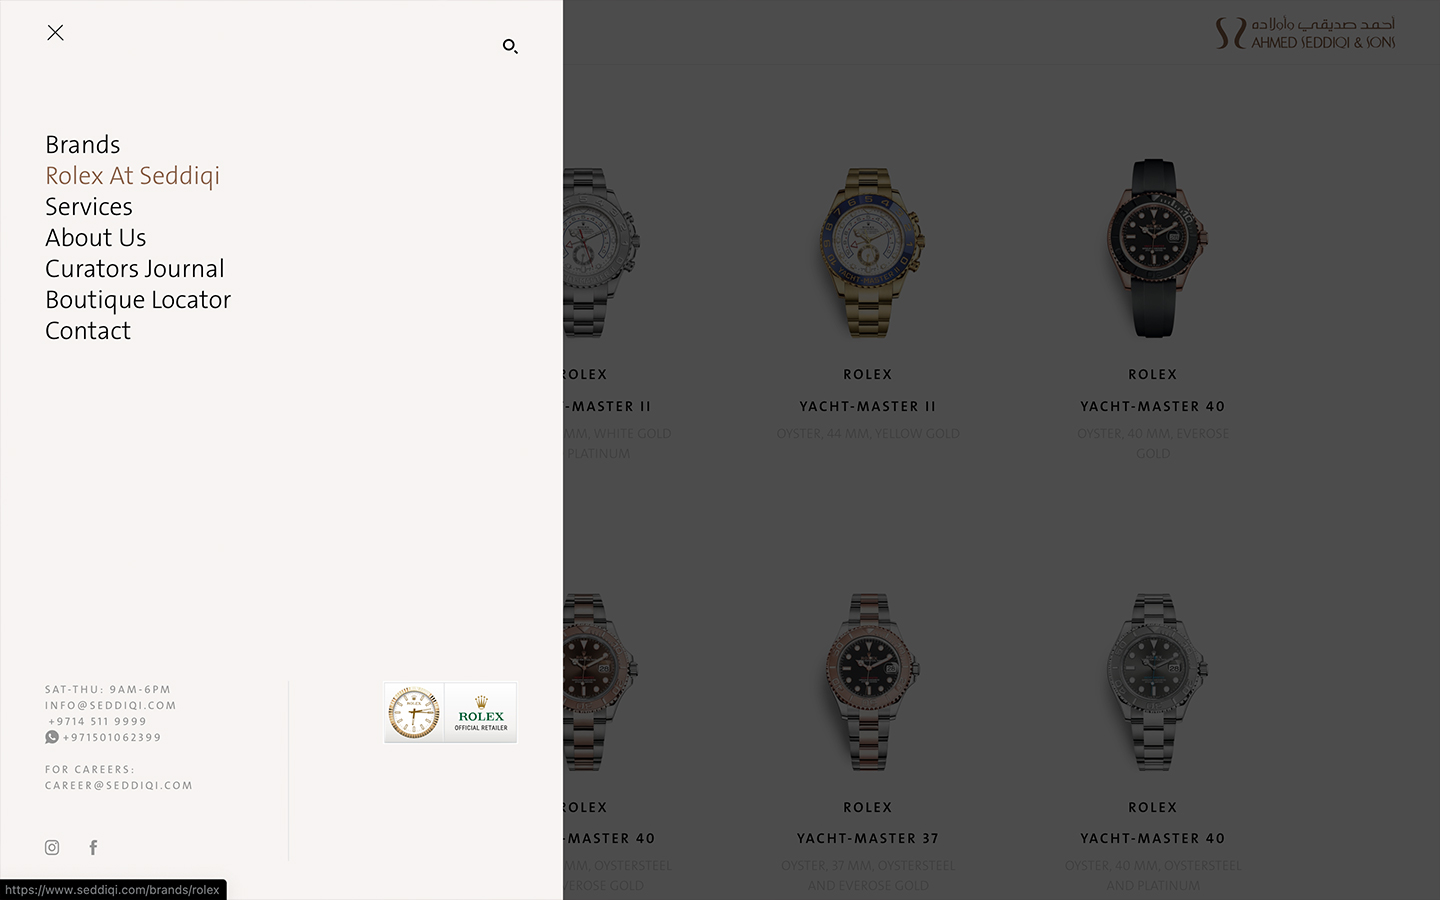 أحمد صديقي وأولاده
AHMED SEDDIQI & SONS
Brands
Rolex At Seddiqi
Services
About Us
Curators Journal
Boutique Locator
Contact
ROLEX
-MASTER II
MM, WHITE GOLD
PLATINUM
ROLEX
YACHT-MASTER II
OYSTER, 44 MM, YELLOW GOLD
ROLEX
YACHT-MASTER 40
OYSTER, 40 MM, EVEROSE
GOLD
SAT-THU: 9AM-6PM
INFO@SEDDIQI.COM
+9714 511 9999
+971501062399
FOR CAREERS:
CAREER@SEDDIQI.COM
ROLEX
ROLEX
OFFICIAL RETAILER
ROLEX
-MASTER 40
MM, OYSTERSTEEL
EVEROSE GOLD
ROLEX
YACHT-MASTER 37
OYSTER, 37 MM, OYSTERSTEEL
AND EVEROSE GOLD
ROLEX
YACHT-MASTER 40
OYSTER, 40 MM, OYSTERSTEEL
AND PLATINUM
https://www.seddiqi.com/brands/rolex